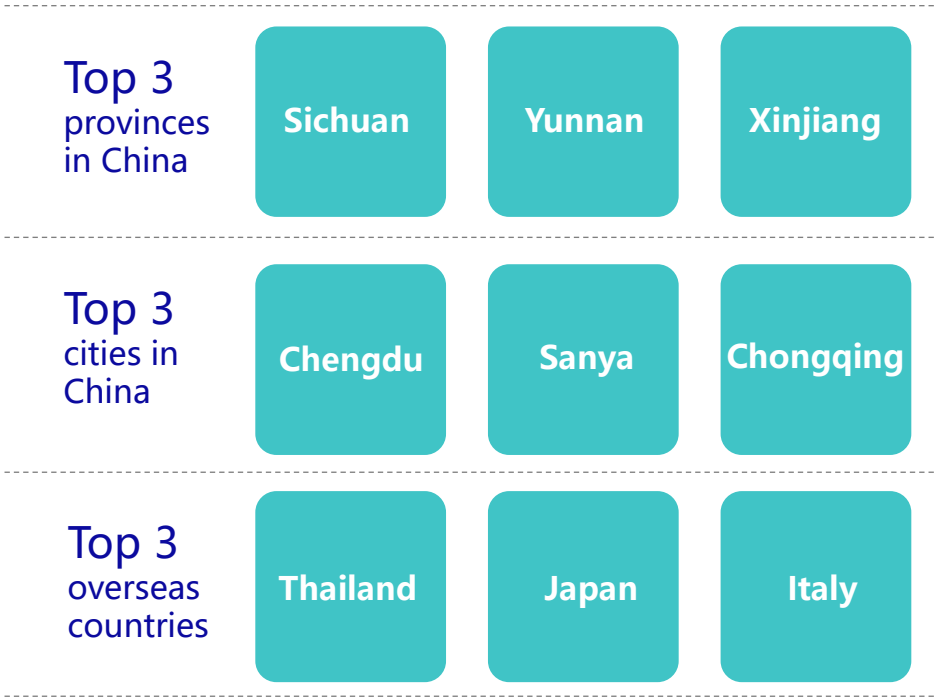 Top 3
provinces
in China
Sichuan
Yunnan
Xinjiang
Top 3
cities in
China
Chengdu
Sanya
Chongqing
Top 3
overseas
countries
Thailand
Japan
Italy